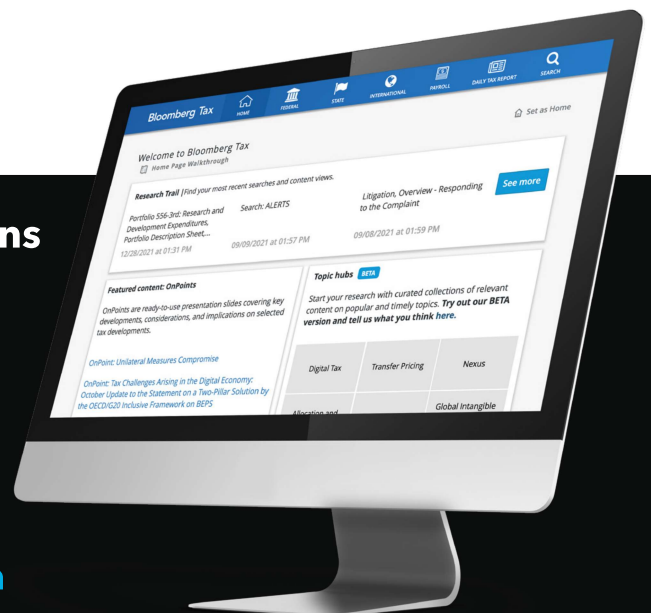 Bloomberg Tax
HOME
FEDERAL
STATE
INTERNATIONAL
PAYROLL
DAILY TAX REPORT
SEARCH
Set as Home
Welcome to Bloomberg Tax
Home Page Walkthrough
Research Trail | Find your most recent searches and content views.
Portfolio 556-3rd: Research and
Development Expenditures,
Portfolio Description Sheet,...
12/28/2021 at 01:31 PM
Search: ALERTS
09/09/2021 at 01:57 PM
Litigation, Overview - Responding
to the Complaint
09/08/2021 at 01:59 PM
See more
ns
Featured content: OnPoints
OnPoints are ready-to-use presentation slides covering key
developments, considerations, and implications on selected
tax developments.
OnPoint: Unilateral Measures Compromise
OnPoint: Tax Challenges Arising in the Digital Economy:
October Update to the Statement on a Two-Pillar Solution by
the OECD/G20 Inclusive Framework on BEPS
Topic hubs BETA
Start your research with curated collections of relevant
content on popular and timely topics. Try out our BETA
version and tell us what you think here.
Digital Tax
Transfer Pricing
Nexus
Allocation and
Global Intangible